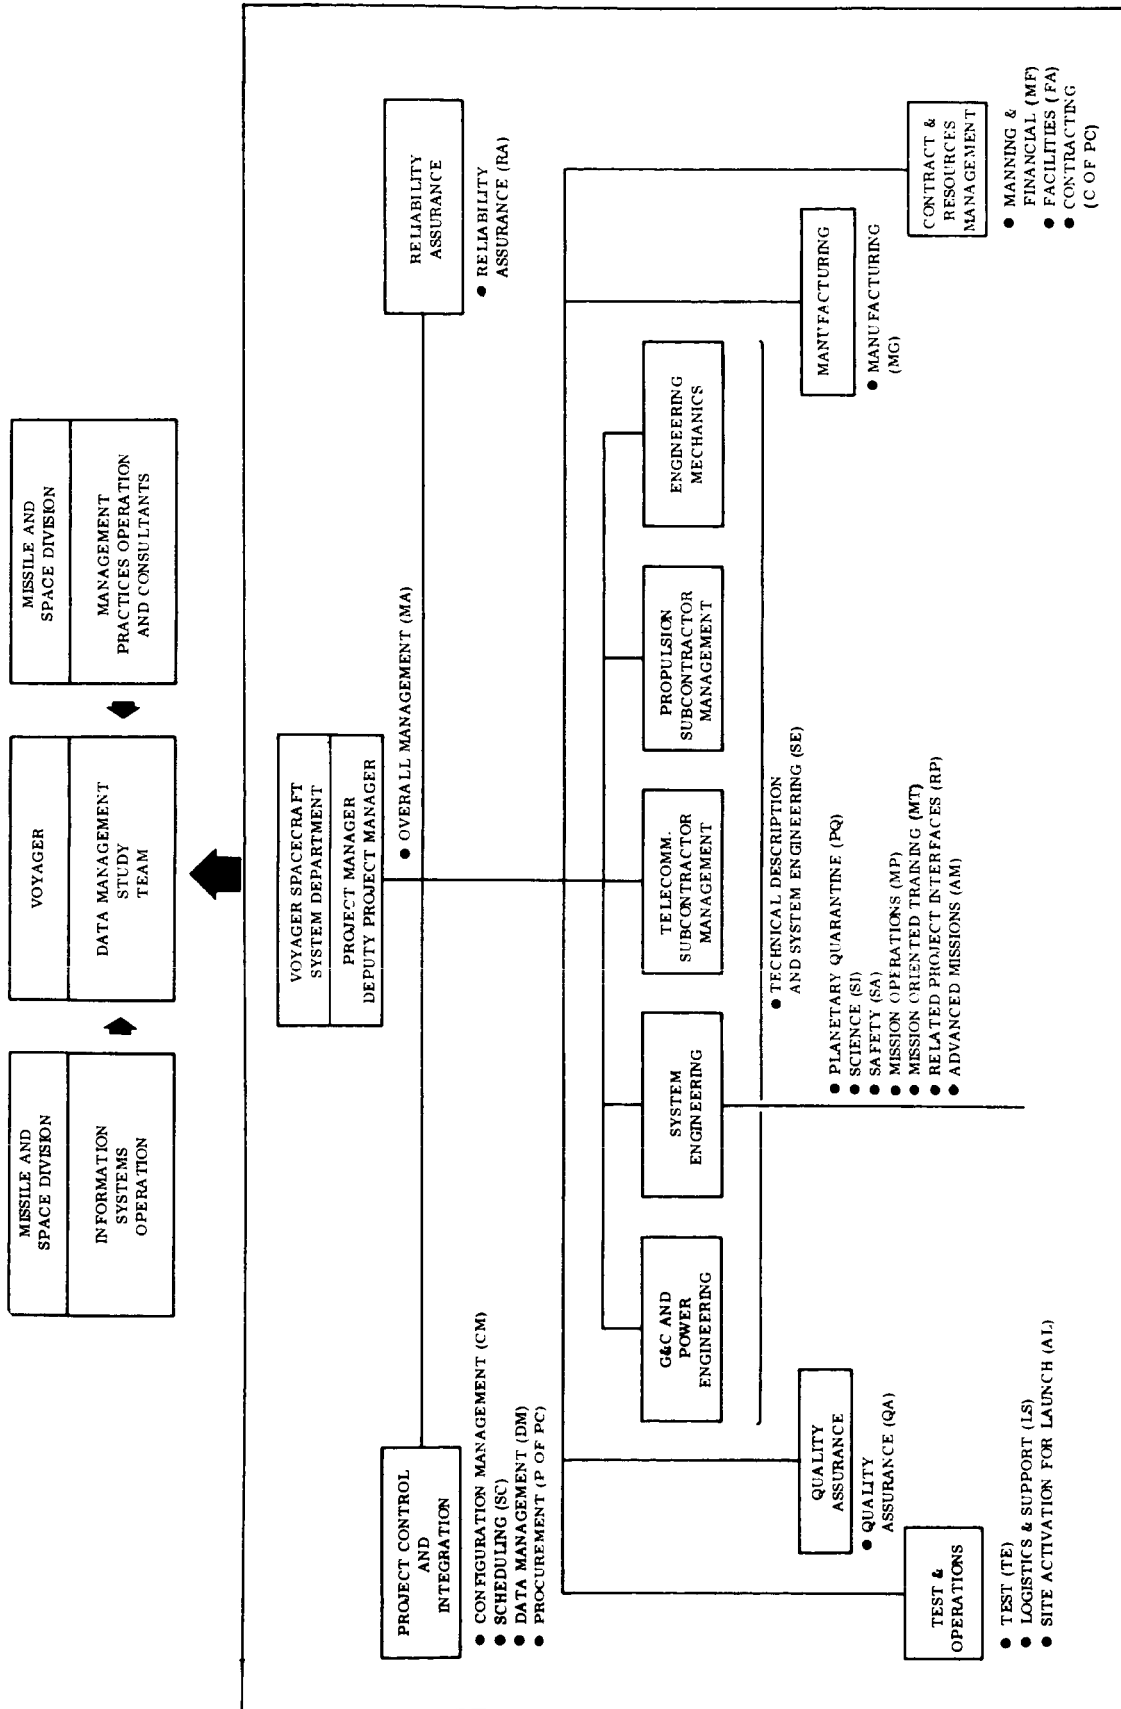 MISSILE AND
SPACE DIVISION
INFORMATION
SYSTEMS
OPERATION
VOYAGER
DATA MANAGEMENT
STUDY
TEAM
MISSILE AND
SPACE DIVISION
MANAGEMENT
PRACTICES OPERATION
AND CONSULTANTS
VOYAGER SPACECRAFT
SYSTEM DEPARTMENT
PROJECT MANAGER
DEPUTY PROJECT MANAGER
● OVERALL MANAGEMENT (MA)
PROJECT CONTROL
AND
INTEGRATION
● CONFIGURATION MANAGEMENT (CM)
● SCHEDULING (SC)
● DATA MANAGEMENT (DM)
● PROCUREMENT (P OF PC)
RELIABILITY
ASSURANCE
● RELIABILITY
ASSURANCE (RA)
G&C AND
POWER
ENGINEERING
SYSTEM
ENGINEERING
TELECOMM.
SUBCONTRACTOR
MANAGEMENT
PROPULSION
SUBCONTRACTOR
MANAGEMENT
ENGINEERING
MECHANICS
● TECHNICAL DESCRIPTION
AND SYSTEM ENGINEERING (SE)
● PLANETARY QUARANTINE (PQ)
● SCIENCE (SI)
● SAFETY (SA)
● MISSION OPERATIONS (MP)
● MISSION ORIENTED TRAINING (MT)
● RELATED PROJECT INTERFACES (RP)
● ADVANCED MISSIONS (AM)
QUALITY
ASSURANCE
● QUALITY
ASSURANCE (QA)
MANUFACTURING
● MANUFACTURING
(MG)
TEST &
OPERATIONS
● TEST (TE)
● LOGISTICS & SUPPORT (LS)
● SITE ACTIVATION FOR LAUNCH (AL)
CONTRACT &
RESOURCES
MANAGEMENT
● MANNING &
FINANCIAL (MF)
● FACILITIES (FA)
● CONTRACTING
(C OF PC)